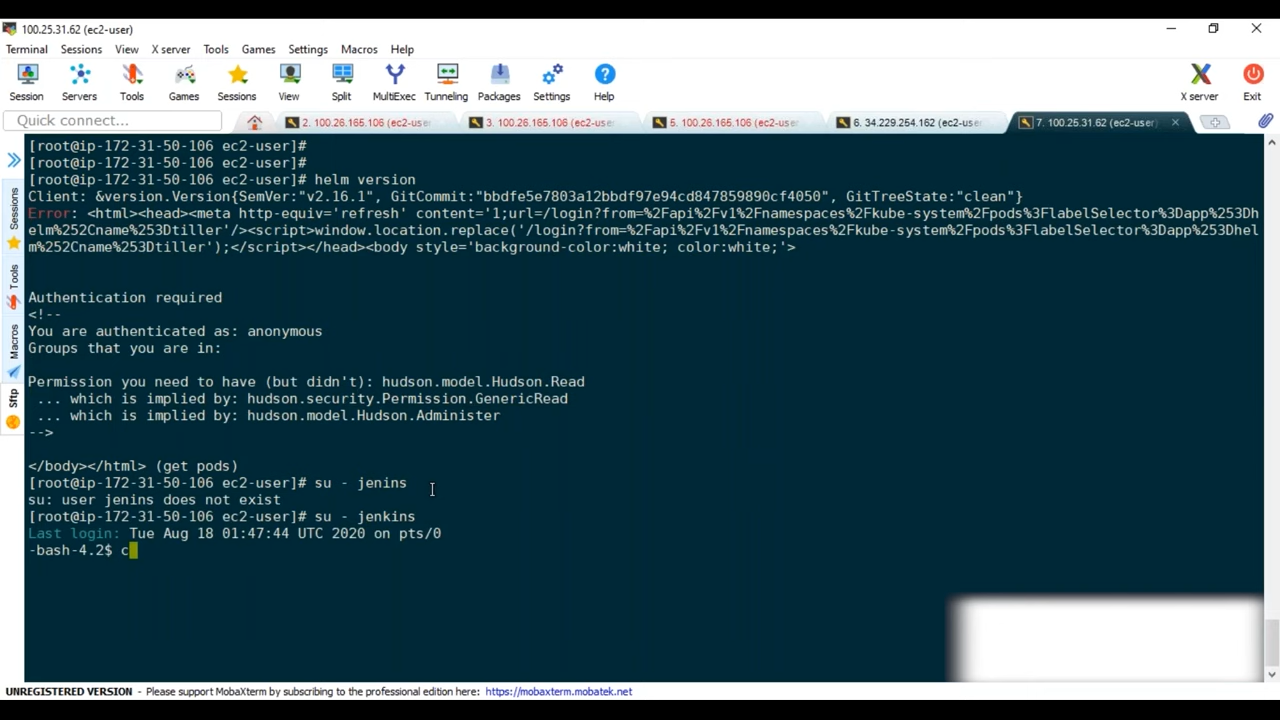 100.25.31.62 (ec2-user)
Terminal Sessions View X server Tools Games Settings Macros Help
Session Servers Tools Games Sessions View Split MultiExec Tunneling Packages Settings Help X server Exit
Quick connect... 2. 100.26.165.106 (ec2-user 3. 100.26.165.106 (ec2-use 5. 100.26.165.106 (ec2-use 6. 34.229.254.162 (ec2-use 7. 100.25.31.62 (ec2-user)
Sessions
Tools
Macros
Sftp
[root@ip-172-31-50-106 ec2-user]#
[root@ip-172-31-50-106 ec2-user]#
[root@ip-172-31-50-106 ec2-user]# helm version
Client: &version.Version{SemVer:"v2.16.1", GitCommit:"bbdfe5e7803a12bbdf97e94cd847859890cf4050", GitTreeState:"clean"}
Error: <html><head><meta http-equiv='refresh' content='1;url=/login?from=%2Fapi%2Fv1%2Fnamespaces%2Fkube-system%2Fpods%3FlabelSelector%3Dapp%253Dh
elm%252Cname%253Dtiller'/><script>window.location.replace('/login?from=%2Fapi%2Fv1%2Fnamespaces%2Fkube-system%2Fpods%3FlabelSelector%3Dapp%253Dhel
m%252Cname%253Dtiller');</script></head><body style='background-color:white; color:white;'>
Authentication required
<!--
You are authenticated as: anonymous
Groups that you are in:
Permission you need to have (but didn't): hudson.model.Hudson.Read
... which is implied by: hudson.security.Permission.GenericRead
... which is implied by: hudson.model.Hudson.Administer
-->
</body></html> (get pods)
[root@ip-172-31-50-106 ec2-user]# su - jenins
su: user jenins does not exist
[root@ip-172-31-50-106 ec2-user]# su - jenkins
Last login: Tue Aug 18 01:47:44 UTC 2020 on pts/0
-bash-4.2$ c
UNREGISTERED VERSION - Please support MobaXterm by subscribing to the professional edition here: https://mobaxterm.mobatek.net